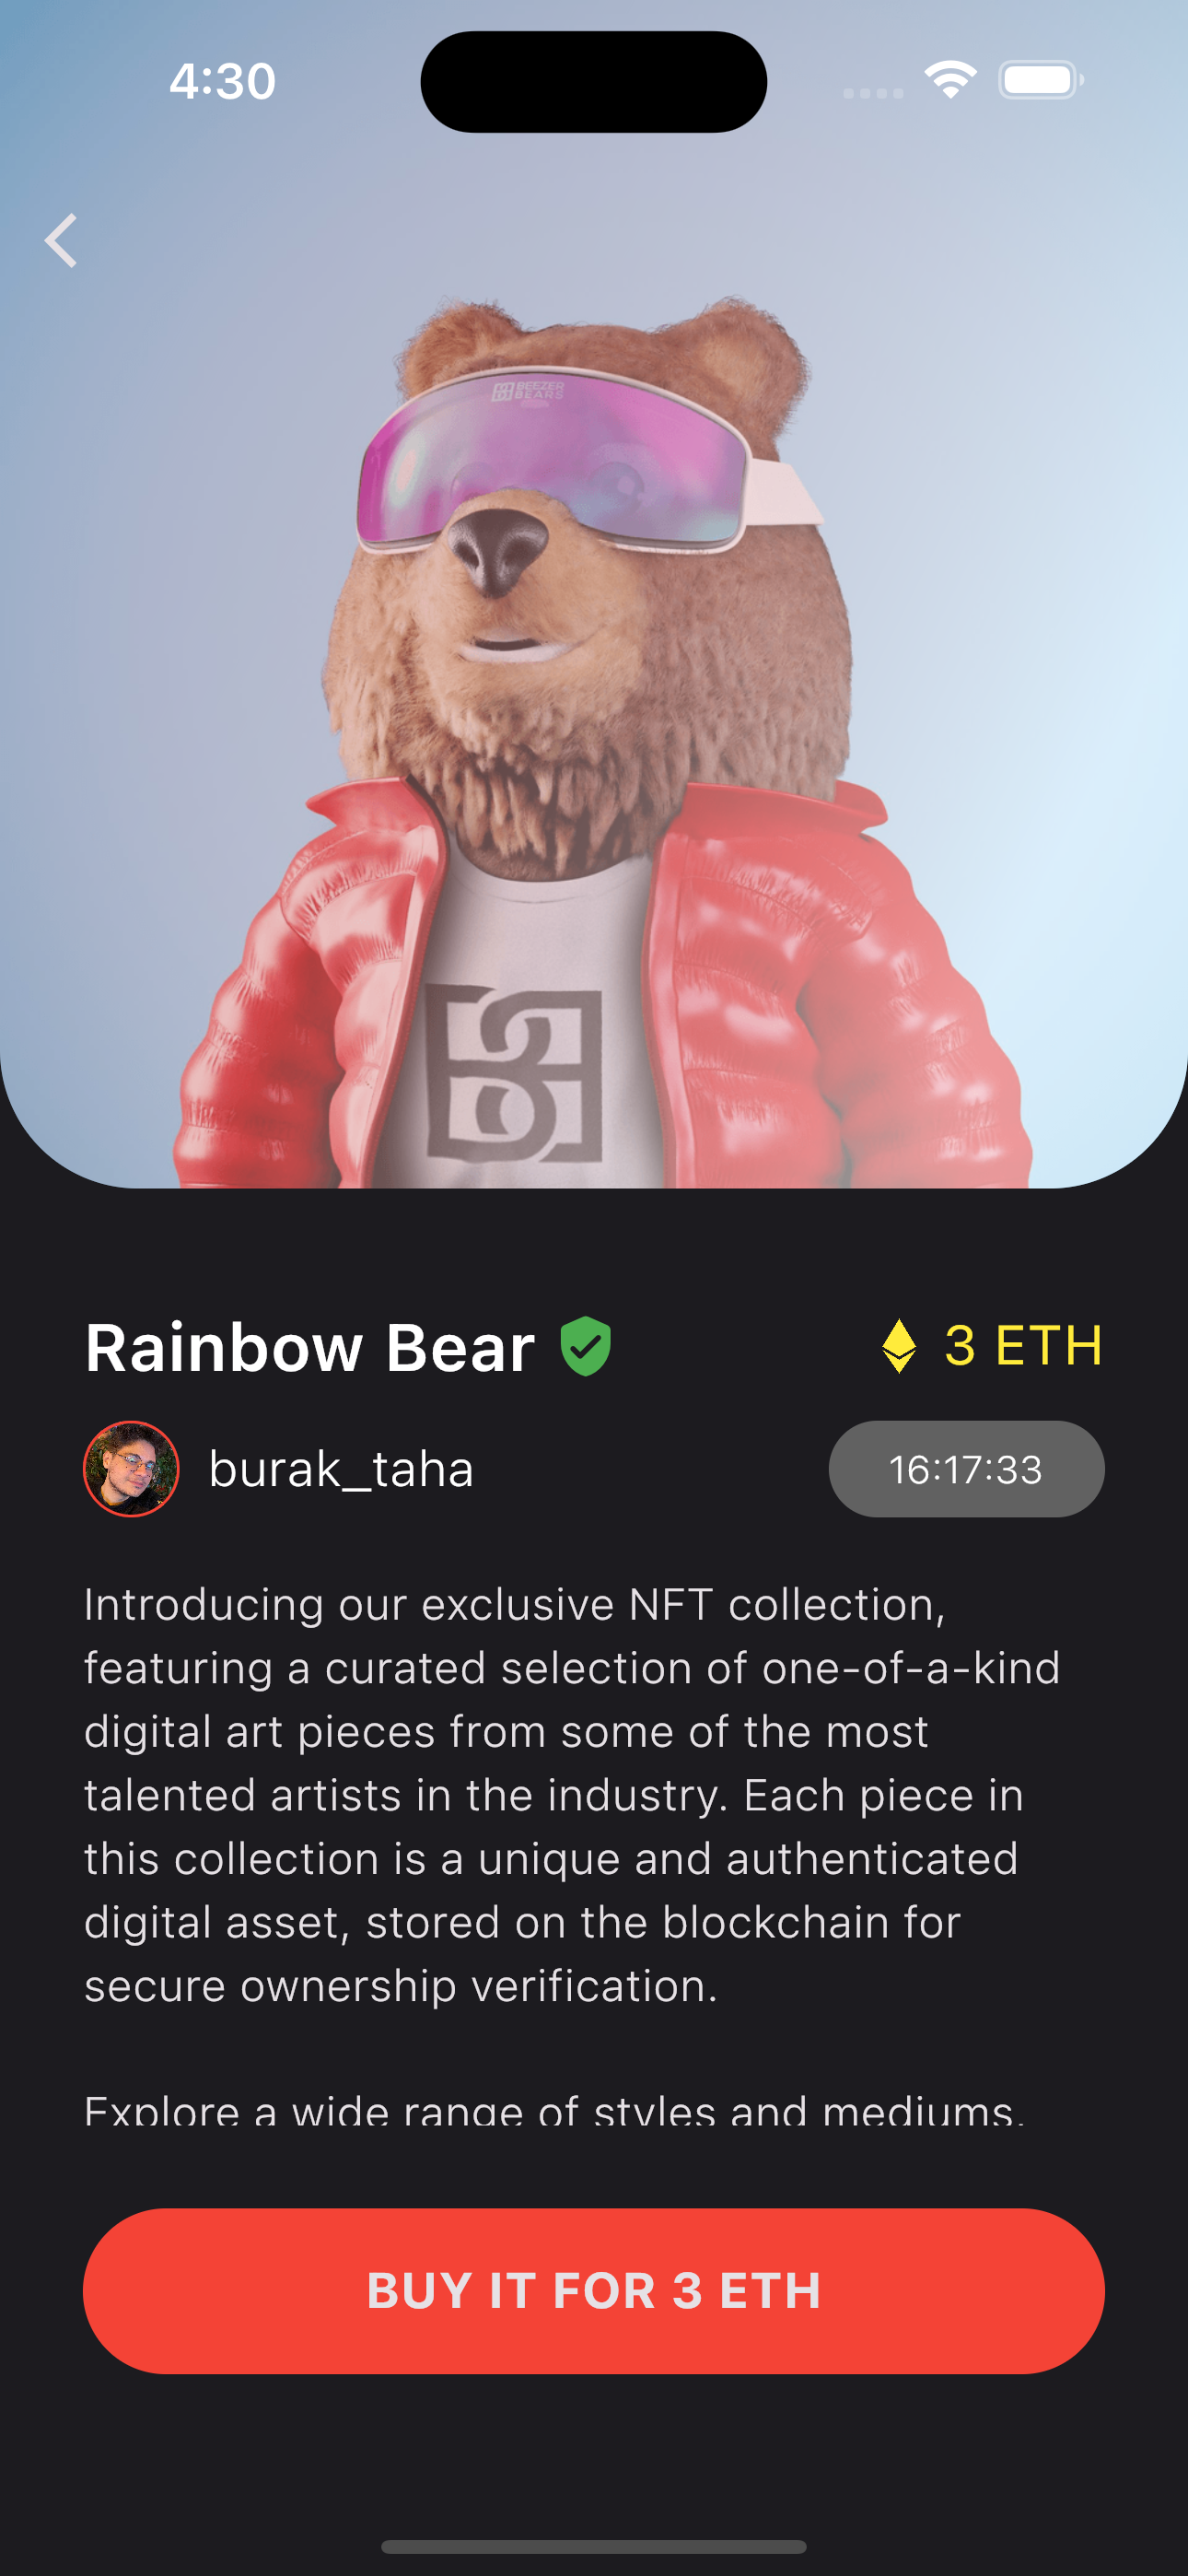 4:30
BEEZER
BEARS
Rainbow Bear
3 ETH
burak_taha
16:17:33
Introducing our exclusive NFT collection,
featuring a curated selection of one-of-a-kind
digital art pieces from some of the most
talented artists in the industry. Each piece in
this collection is a unique and authenticated
digital asset, stored on the blockchain for
secure ownership verification.
Explore a wide range of styles and mediums,
BUY IT FOR 3 ETH